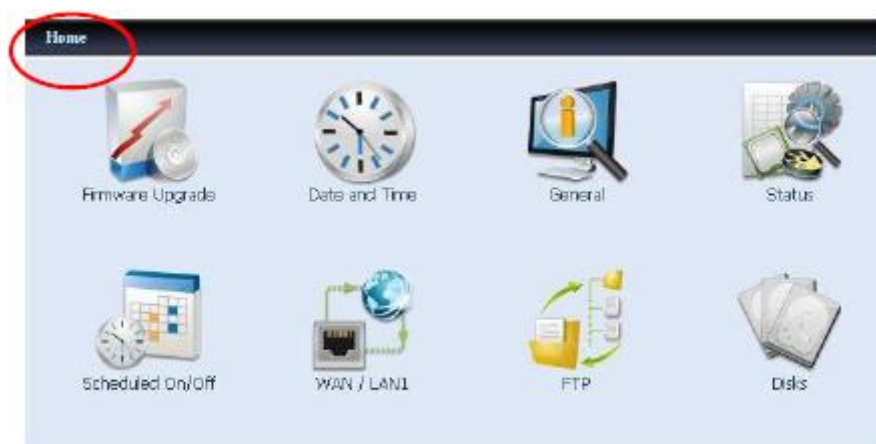 Home
Firmware Upgrade
Date and Time
General
Status
Scheduled On/Off
WAN / LAN1
FTP
Disks